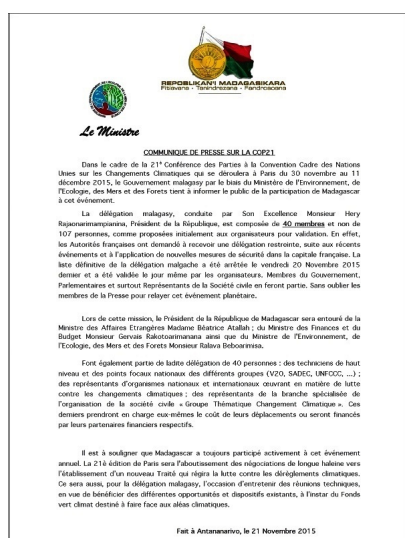 REPOBLIKAN'I MADAGASIKARA
Fitiavana - Tanindrazana - Fandrosoana
Le Ministre
COMMUNIQUE DE PRESSE SUR LA COP21
Dans le cadre de la 21ᵉ Conférence des Parties à la Convention Cadre des Nations
Unies sur les Changements Climatiques qui se déroulera à Paris du 30 novembre au 11
décembre 2015, le Gouvernement malagasy par le biais du Ministère de l'Environnement, de
l'Ecologie, des Mers et des Forets tient à informer le public de la participation de Madagascar
à cet événement.
La délégation malagasy, conduite par Son Excellence Monsieur Hery
Rajaonarimampianina, Président de la République, est composée de 40 membres et non de
107 personnes, comme proposées initialement aux organisateurs pour validation. En effet,
les Autorités françaises ont demandé à recevoir une délégation restreinte, suite aux récents
événements et à l'application de nouvelles mesures de sécurité dans la capitale française. La
liste définitive de la délégation malgache a été arrêtée le vendredi 20 Novembre 2015
dernier et a été validée le jour même par les organisateurs. Membres du Gouvernement,
Parlementaires et surtout Représentants de la Société civile en feront partie. Sans oublier les
membres de la Presse pour relayer cet événement planétaire.
Lors de cette mission, le Président de la République de Madagascar sera entouré de la
Ministre des Affaires Etrangères Madame Béatrice Atallah ; du Ministre des Finances et du
Budget Monsieur Gervais Rakotoarimanana ainsi que du Ministre de l'Environnement, de
l'Ecologie, des Mers et des Forets Monsieur Ralava Beboarimisa.
Font également partie de ladite délégation de 40 personnes : des techniciens de haut
niveau et des points focaux nationaux des différents groupes (V20, SADEC, UNFCCC, ...) ;
des représentants d'organismes nationaux et internationaux œuvrant en matière de lutte
contre les changements climatiques ; des représentants de la branche spécialisée de
l'organisation de la société civile « Groupe Thématique Changement Climatique ». Ces
derniers prendront en charge eux-mêmes le coût de leurs déplacements ou seront financés
par leurs partenaires financiers respectifs.
Il est à souligner que Madagascar a toujours participé activement à cet événement
annuel. La 21è édition de Paris sera l'aboutissement des négociations de longue haleine vers
l'établissement d'un nouveau Traité qui régira la lutte contre les dérèglements climatiques.
Ce sera aussi, pour la délégation malagasy, l'occasion d'entretenir des réunions techniques,
en vue de bénéficier des différentes opportunités et dispositifs existants, à l'instar du Fonds
vert climat destiné à faire face aux aléas climatiques.
Fait à Antananarivo, le 21 Novembre 2015